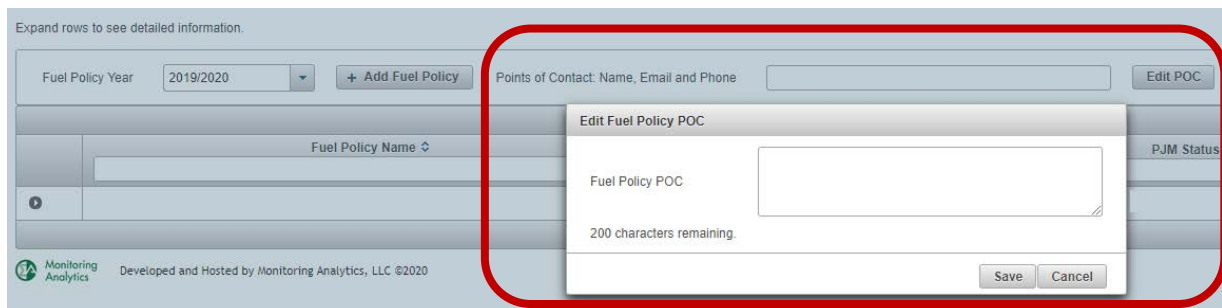 Expand rows to see detailed information.
Fuel Policy Year 2019/2020 + Add Fuel Policy Points of Contact: Name, Email and Phone Edit POC
Edit Fuel Policy POC
Fuel Policy Name PJM Status
Fuel Policy POC
200 characters remaining.
Save Cancel
Monitoring
Analytics
Developed and Hosted by Monitoring Analytics, LLC ©2020